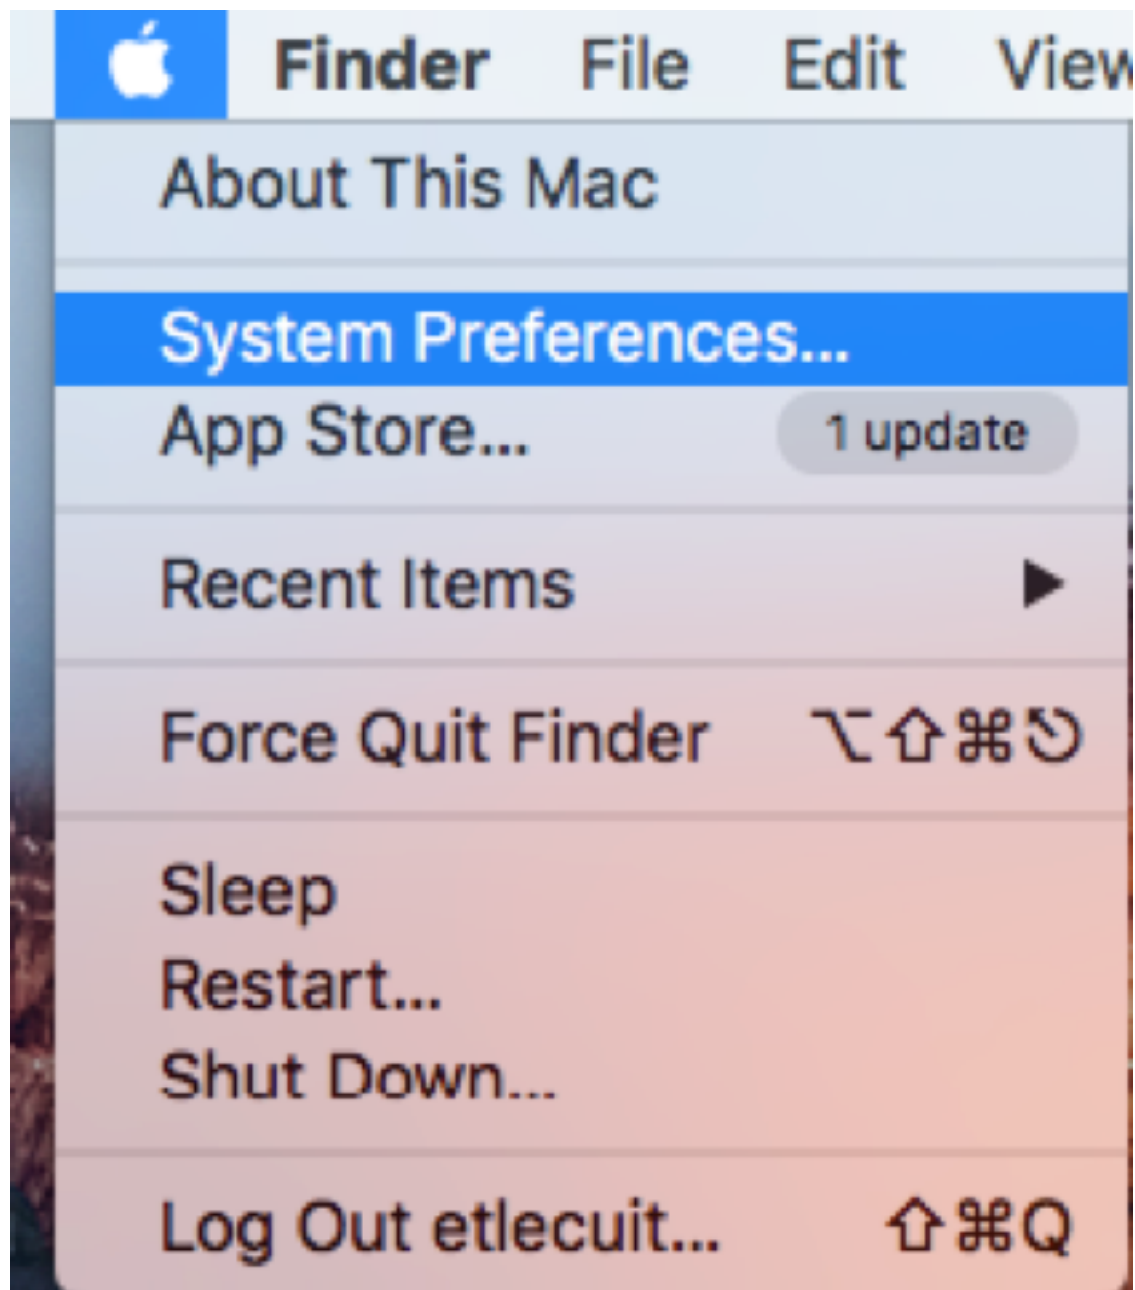 Finder File Edit View
About This Mac
System Preferences...
App Store... 1 update
Recent Items ▶
Force Quit Finder ⌥⇧⌘⎋
Sleep
Restart...
Shut Down...
Log Out etlecuit... ⇧⌘Q